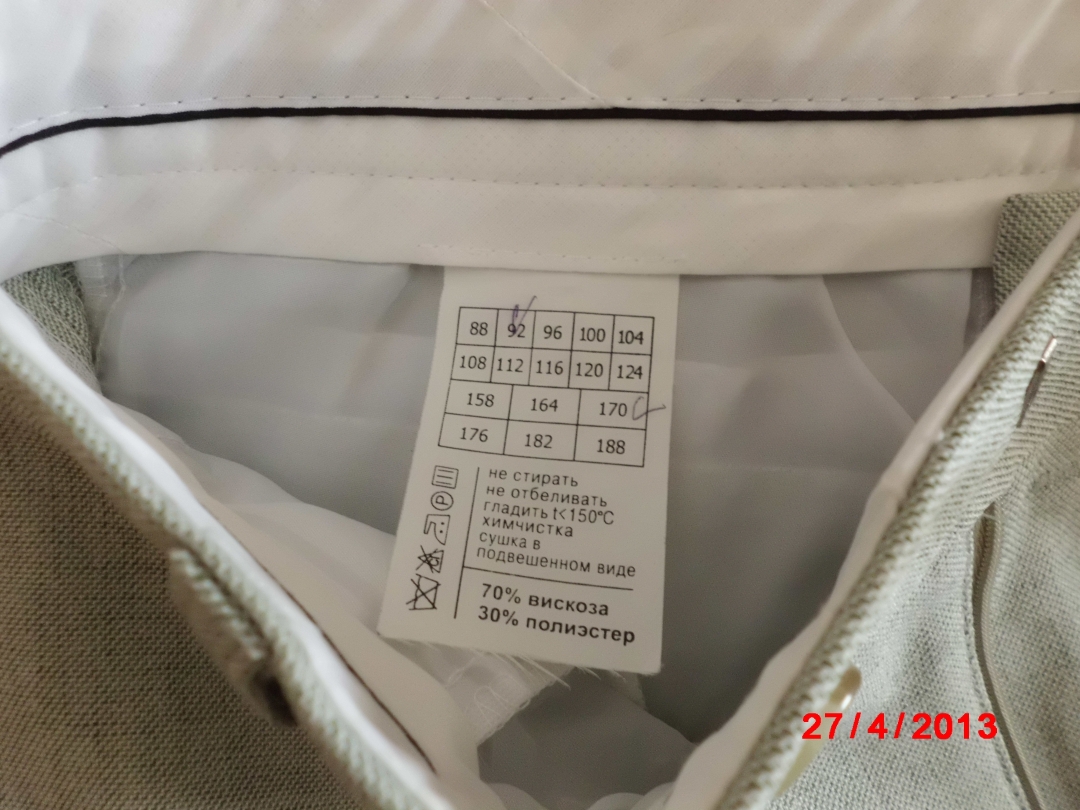 88 92 96 100 104
108 112 116 120 124
158 164 170
176 182 188
не стирать
не отбеливать
гладить t<150°C
химчистка
сушка в
подвешенном виде
P
70% вискоза
30% полиэстер
27/4/2013